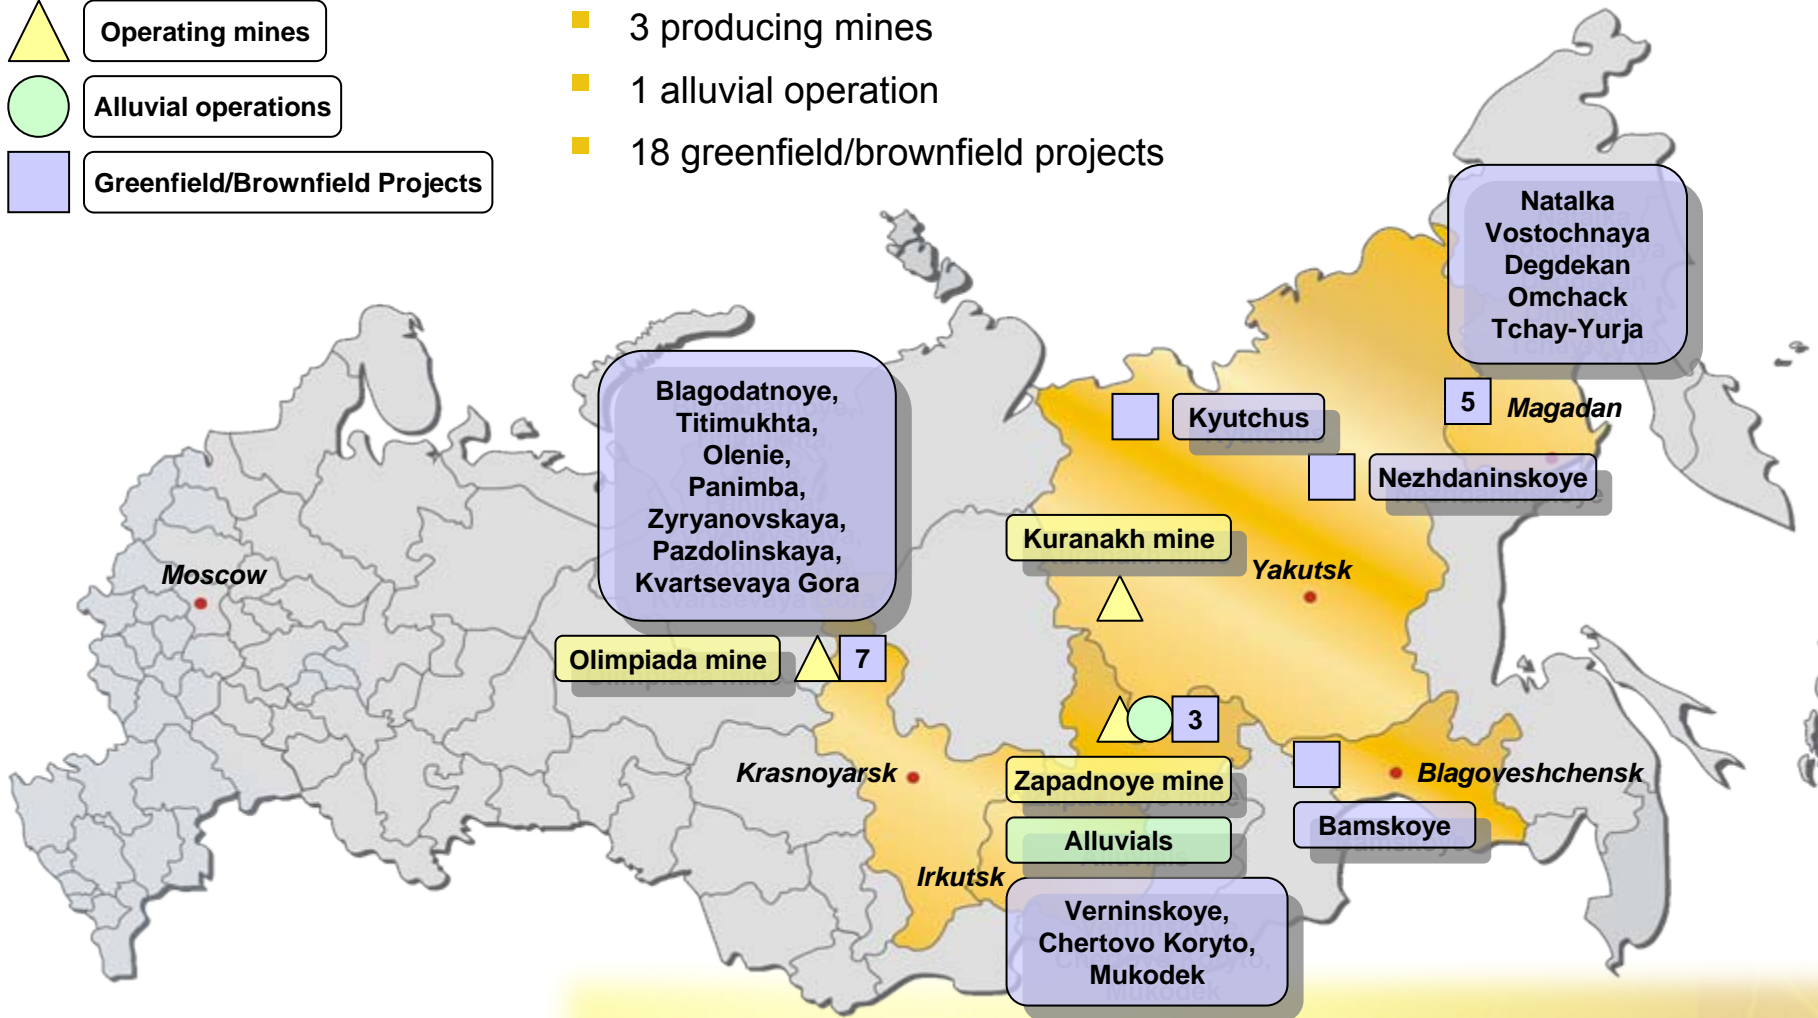 Operating mines
Alluvial operations
Greenfield/Brownfield Projects
3 producing mines
1 alluvial operation
18 greenfield/brownfield projects
Natalka
Vostochnaya
Degdekan
Omchack
Tchay-Yurja
5
Magadan
Kyutchus
Nezhdaninskoye
Blagodatnoye,
Titimukhta,
Olenie,
Panimba,
Zyryanovskaya,
Pazdolinskaya,
Kvartsevaya Gora
Kuranakh mine
Yakutsk
Moscow
Olimpiada mine
7
3
Krasnoyarsk
Zapadnoye mine
Blagoveshchensk
Alluvials
Bamskoye
Irkutsk
Verninskoye,
Chertovo Koryto,
Mukodek